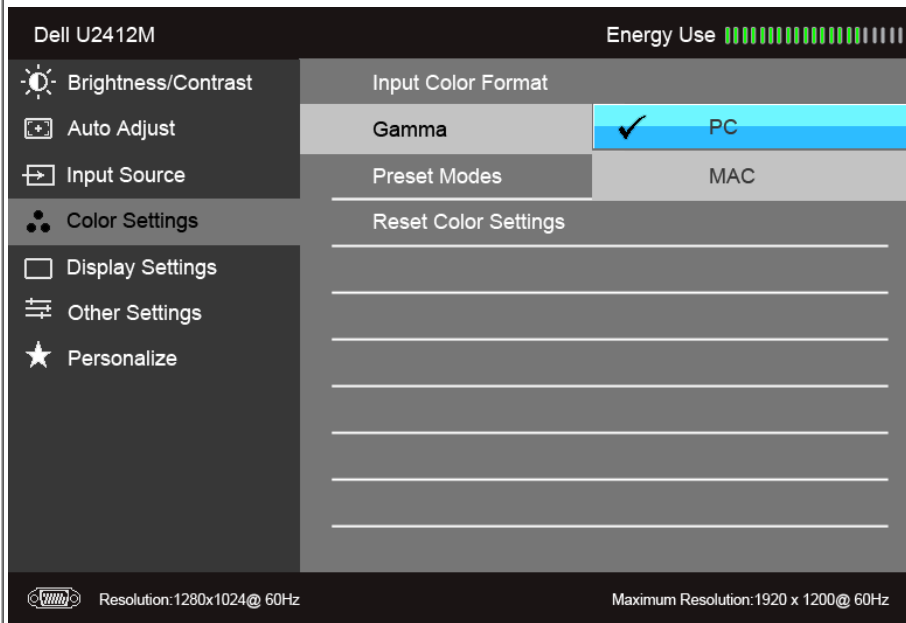 Dell U2412M Energy Use
Brightness/Contrast Input Color Format
Auto Adjust Gamma PC
Input Source Preset Modes MAC
Color Settings Reset Color Settings
Display Settings
Other Settings
Personalize
Resolution:1280x1024@ 60Hz Maximum Resolution:1920 x 1200@ 60Hz